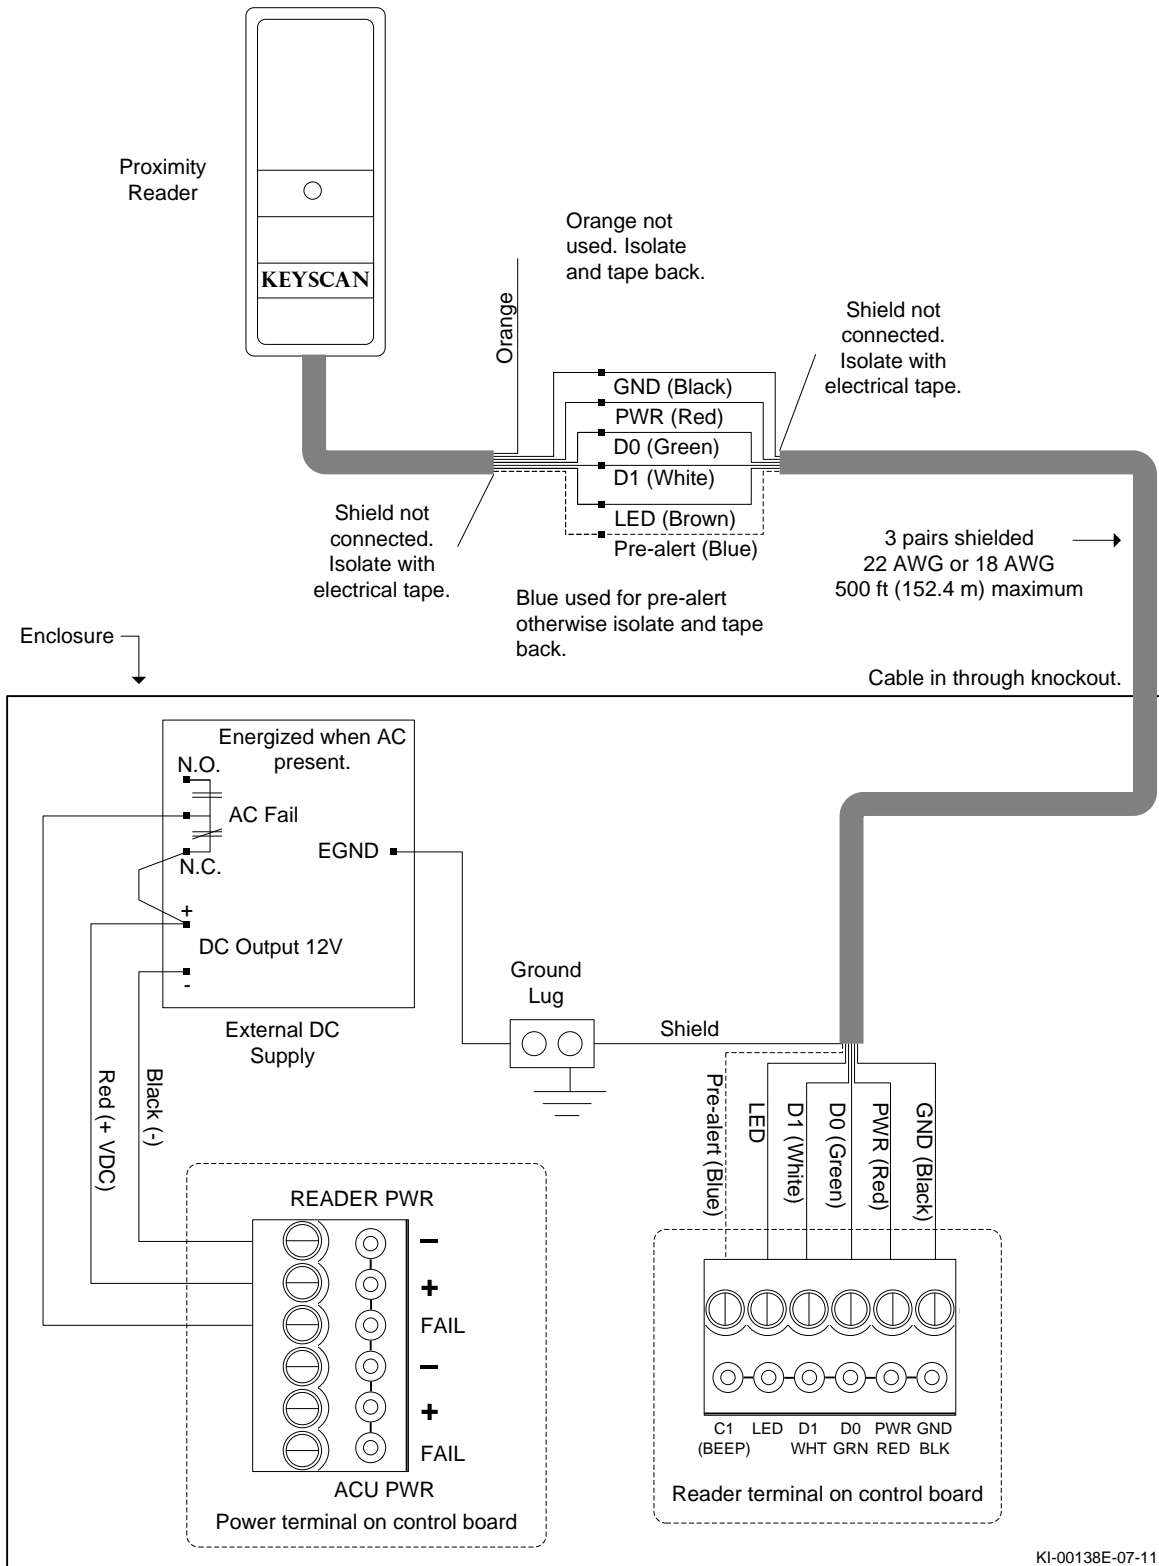 Proximity
Reader
KEYSCAN
Orange not
used. Isolate
and tape back.
Orange
Shield not
connected.
Isolate with
electrical tape.
GND (Black)
PWR (Red)
D0 (Green)
D1 (White)
LED (Brown)
Pre-alert (Blue)
Shield not
connected.
Isolate with
electrical tape.
3 pairs shielded
22 AWG or 18 AWG
500 ft (152.4 m) maximum
Blue used for pre-alert
otherwise isolate and tape
back.
Enclosure
Cable in through knockout.
Energized when AC
present.
N.O.
AC Fail
EGND
N.C.
+
DC Output 12V
-
External DC
Supply
Ground
Lug
Shield
Red (+ VDC)
Black (-)
Pre-alert (Blue)
LED
D1 (White)
D0 (Green)
PWR (Red)
GND (Black)
READER PWR
–
+
FAIL
–
+
FAIL
ACU PWR
Power terminal on control board
C1 LED D1 D0 PWR GND
(BEEP) WHT GRN RED BLK
Reader terminal on control board
KI-00138E-07-11